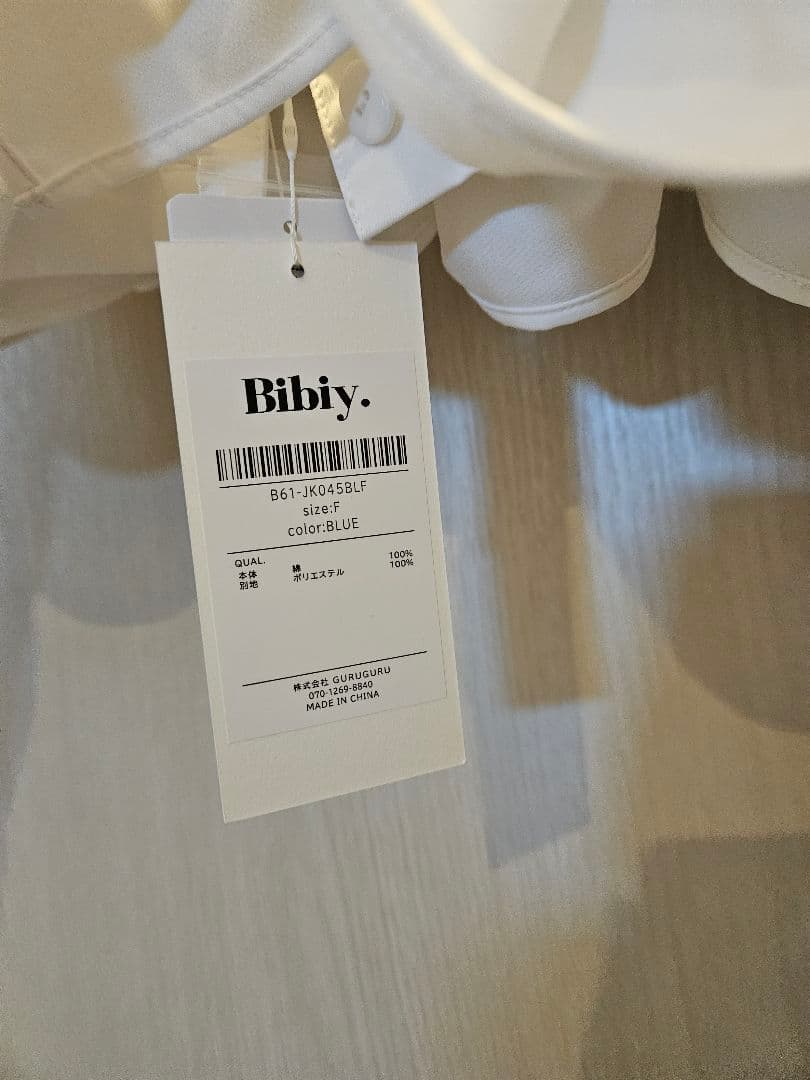 Bibiy.
B61-JK045BLF
size:F
color:BLUE
QUAL.
本体 綿 100%
別地 ポリエステル 100%
株式会社 GURUGURU
070-1269-8840
MADE IN CHINA